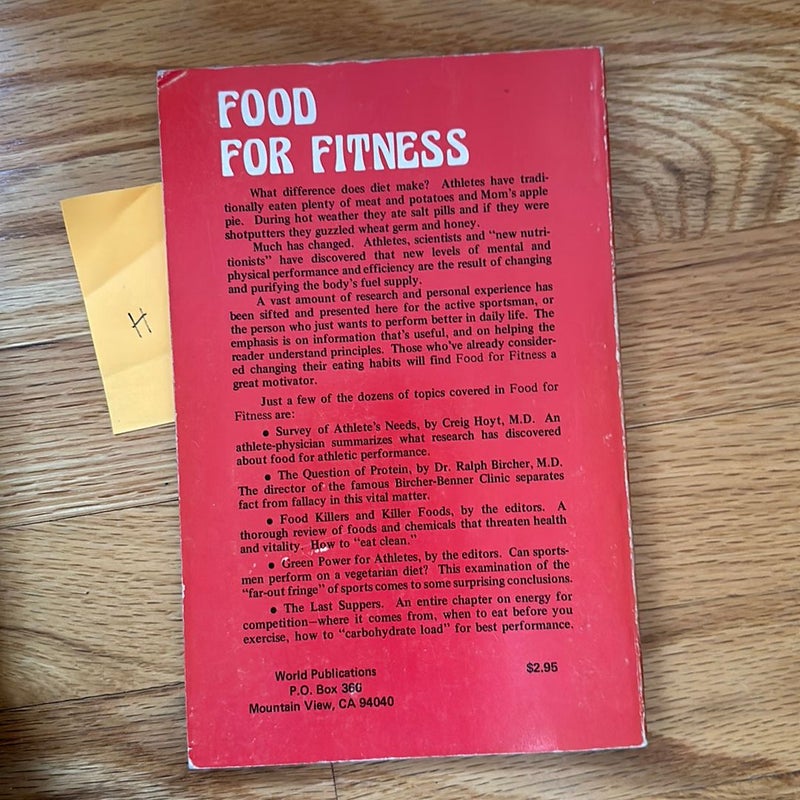 FOOD
FOR FITNESS
What difference does diet make? Athletes have tradi-
tionally eaten plenty of meat and potatoes and Mom's apple
pie. During hot weather they ate salt pills and if they were
shotputters they guzzled wheat germ and honey.
Much has changed. Athletes, scientists and "new nutri-
tionists" have discovered that new levels of mental and
physical performance and efficiency are the result of changing
and purifying the body's fuel supply.
A vast amount of research and personal experience has
been sifted and presented here for the active sportsman, or
the person who just wants to perform better in daily life. The
emphasis is on information that's useful, and on helping the
reader understand principles. Those who've already consider-
ed changing their eating habits will find Food for Fitness a
great motivator.
Just a few of the dozens of topics covered in Food for
Fitness are:
● Survey of Athlete's Needs, by Creig Hoyt, M.D. An
athlete-physician summarizes what research has discovered
about food for athletic performance.
● The Question of Protein, by Dr. Ralph Bircher, M.D.
The director of the famous Bircher-Benner Clinic separates
fact from fallacy in this vital matter.
● Food Killers and Killer Foods, by the editors. A
thorough review of foods and chemicals that threaten health
and vitality. How to "eat clean."
● Green Power for Athletes, by the editors. Can sports-
men perform on a vegetarian diet? This examination of the
"far-out fringe" of sports comes to some surprising conclusions.
● The Last Suppers. An entire chapter on energy for
competition—where it comes from, when to eat before you
exercise, how to "carbohydrate load" for best performance.
World Publications
P.O. Box 366
Mountain View, CA 94040
$2.95
H